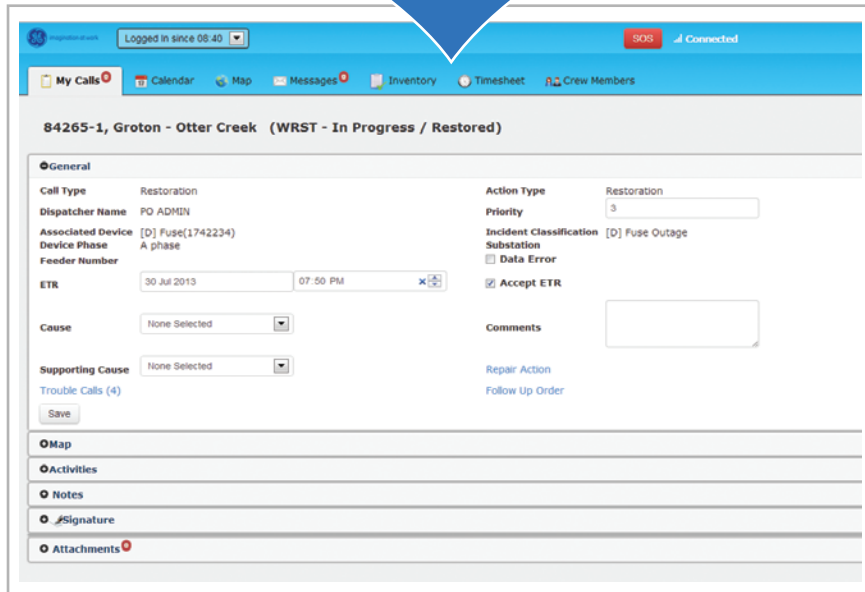 imagination at work Logged In since 08:40 SOS Connected
My Calls 0 Calendar Map Messages 0 Inventory Timesheet Crew Members
84265-1, Groton - Otter Creek (WRST - In Progress / Restored)
General
Call Type Restoration Action Type Restoration
Dispatcher Name PO ADMIN Priority 3
Associated Device [D] Fuse(1742234) Incident Classification [D] Fuse Outage
Device Phase A phase Substation
Feeder Number Data Error
ETR 30 Jul 2013 07:50 PM Accept ETR
Cause None Selected Comments
Supporting Cause None Selected Repair Action
Trouble Calls (4) Follow Up Order
Save
Map
Activities
Notes
Signature
Attachments 0